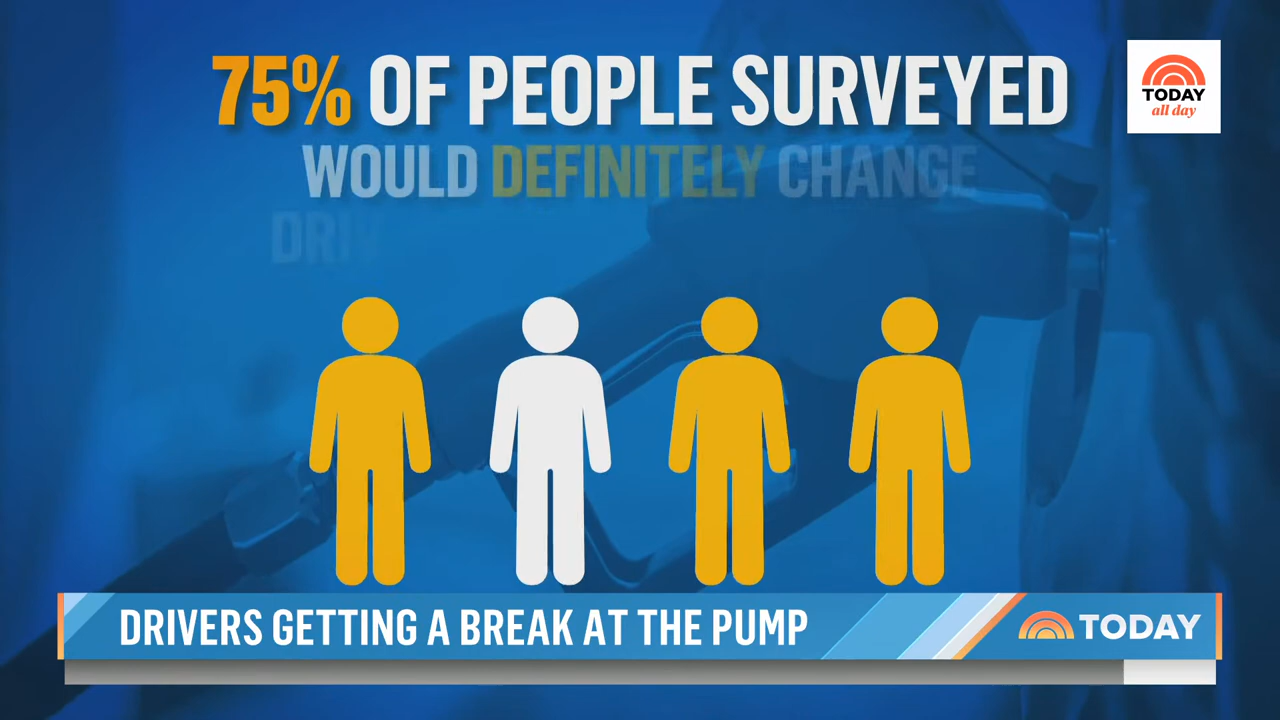 75% OF PEOPLE SURVEYED
WOULD DEFINITELY CHANGE
TODAY
all day
DRIVERS GETTING A BREAK AT THE PUMP
TODAY